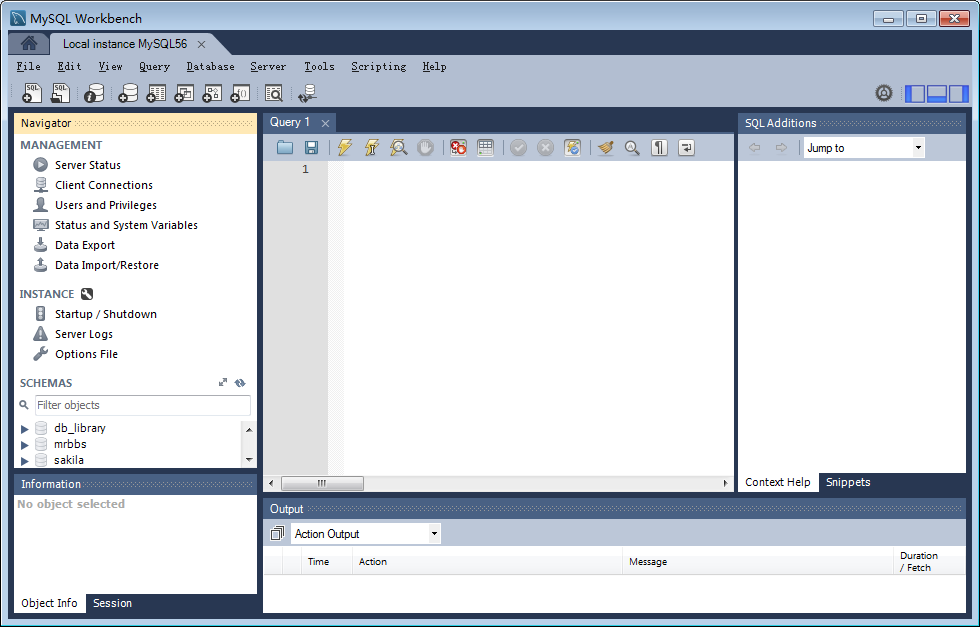 MySQL Workbench
Local instance MySQL56
File Edit View Query Database Server Tools Scripting Help
SQL SQL
Navigator
MANAGEMENT
Server Status
Client Connections
Users and Privileges
Status and System Variables
Data Export
Data Import/Restore
INSTANCE
Startup / Shutdown
Server Logs
Options File
SCHEMAS
Filter objects
db_library
mrbbs
sakila
Information
No object selected
Object Info Session
Query 1
1
SQL Additions
Jump to
Context Help Snippets
Output
Action Output
Time Action Message Duration
/ Fetch